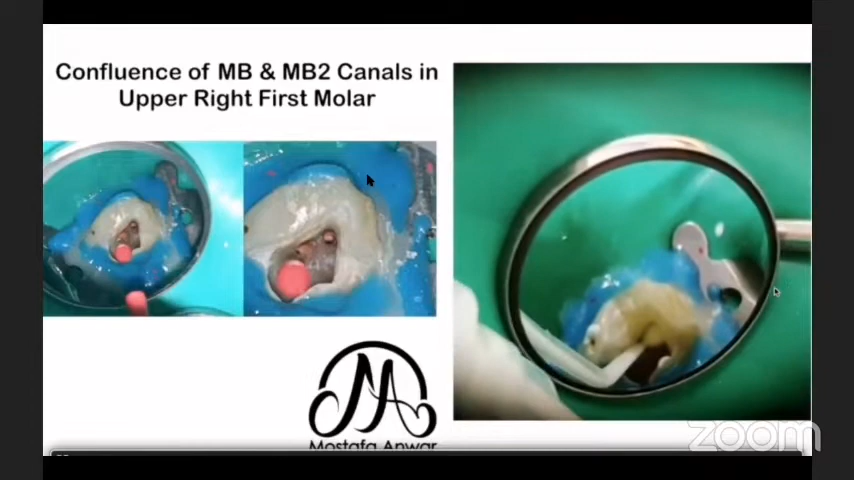 Confluence of MB & MB2 Canals in
Upper Right First Molar
Mostafa Anwar
zoom